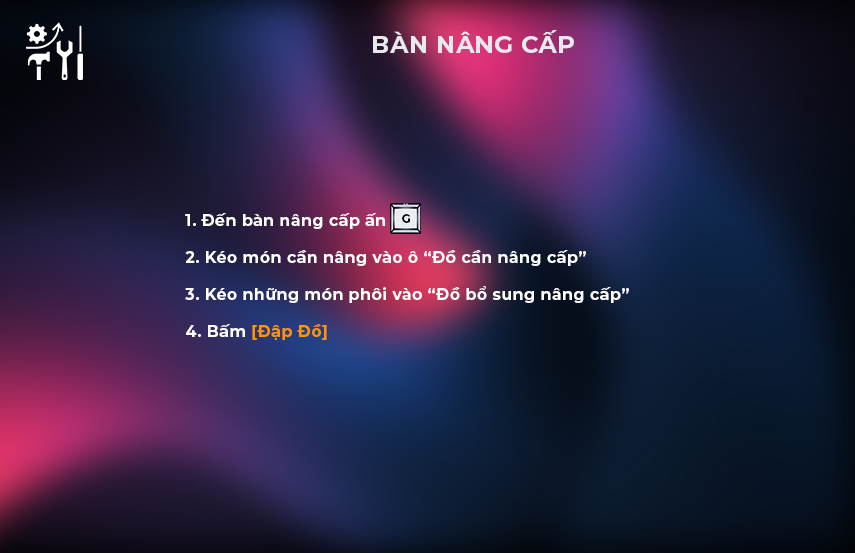 BÀN NÂNG CẤP
1. Đến bàn nâng cấp ấn G
2. Kéo món cần nâng vào ô “Đồ cần nâng cấp”
3. Kéo những món phôi vào “Đồ bổ sung nâng cấp”
4. Bấm [Đập Đồ]